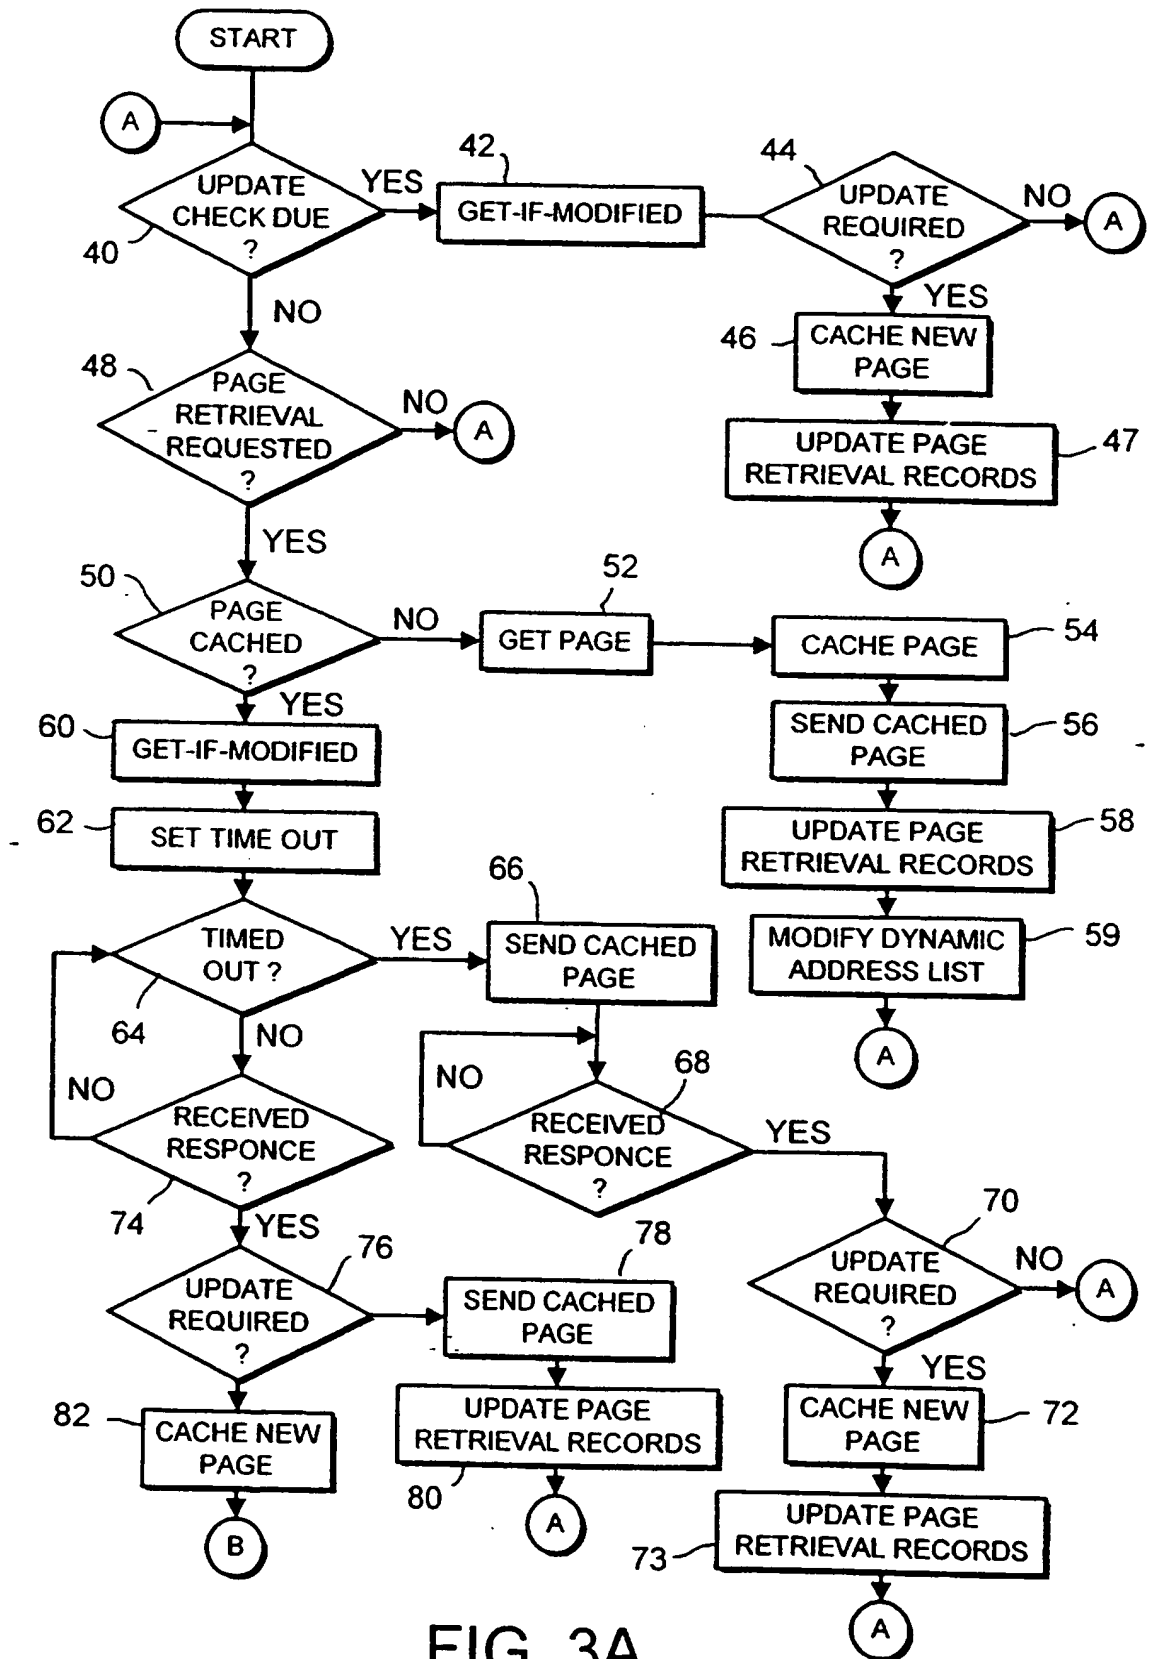 START
A
UPDATE
CHECK DUE
?
40
YES
42
GET-IF-MODIFIED
44
UPDATE
REQUIRED
?
NO
A
NO
YES
46
CACHE NEW
PAGE
48
PAGE
RETRIEVAL
REQUESTED
?
NO
A
UPDATE PAGE
RETRIEVAL RECORDS
47
A
YES
50
PAGE
CACHED
?
NO
52
GET PAGE
CACHE PAGE
54
YES
60
GET-IF-MODIFIED
SEND CACHED
PAGE
56
62
SET TIME OUT
UPDATE PAGE
RETRIEVAL RECORDS
58
TIMED
OUT ?
64
YES
66
SEND CACHED
PAGE
MODIFY DYNAMIC
ADDRESS LIST
59
A
NO
NO
RECEIVED
RESPONCE
?
74
NO
68
RECEIVED
RESPONCE
?
YES
YES
76
UPDATE
REQUIRED
?
78
SEND CACHED
PAGE
70
UPDATE
REQUIRED
?
NO
A
YES
82
CACHE NEW
PAGE
B
UPDATE PAGE
RETRIEVAL RECORDS
80
A
CACHE NEW
PAGE
72
UPDATE PAGE
RETRIEVAL RECORDS
73
A
FIG. 3A